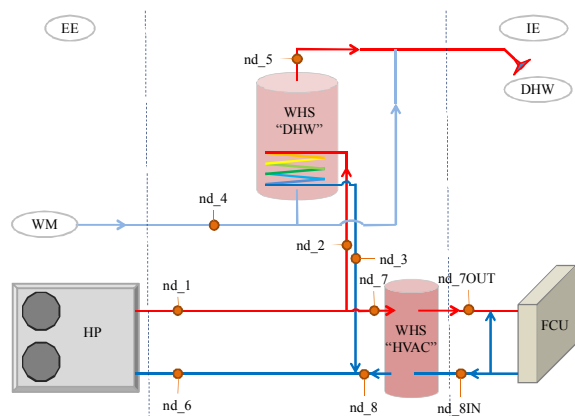 EE
IE
nd_5
DHW
WHS
“DHW”
nd_4
WM
nd_2
nd_3
nd_1
nd_7
nd_7OUT
HP
WHS
“HVAC”
FCU
nd_6
nd_8
nd_8IN